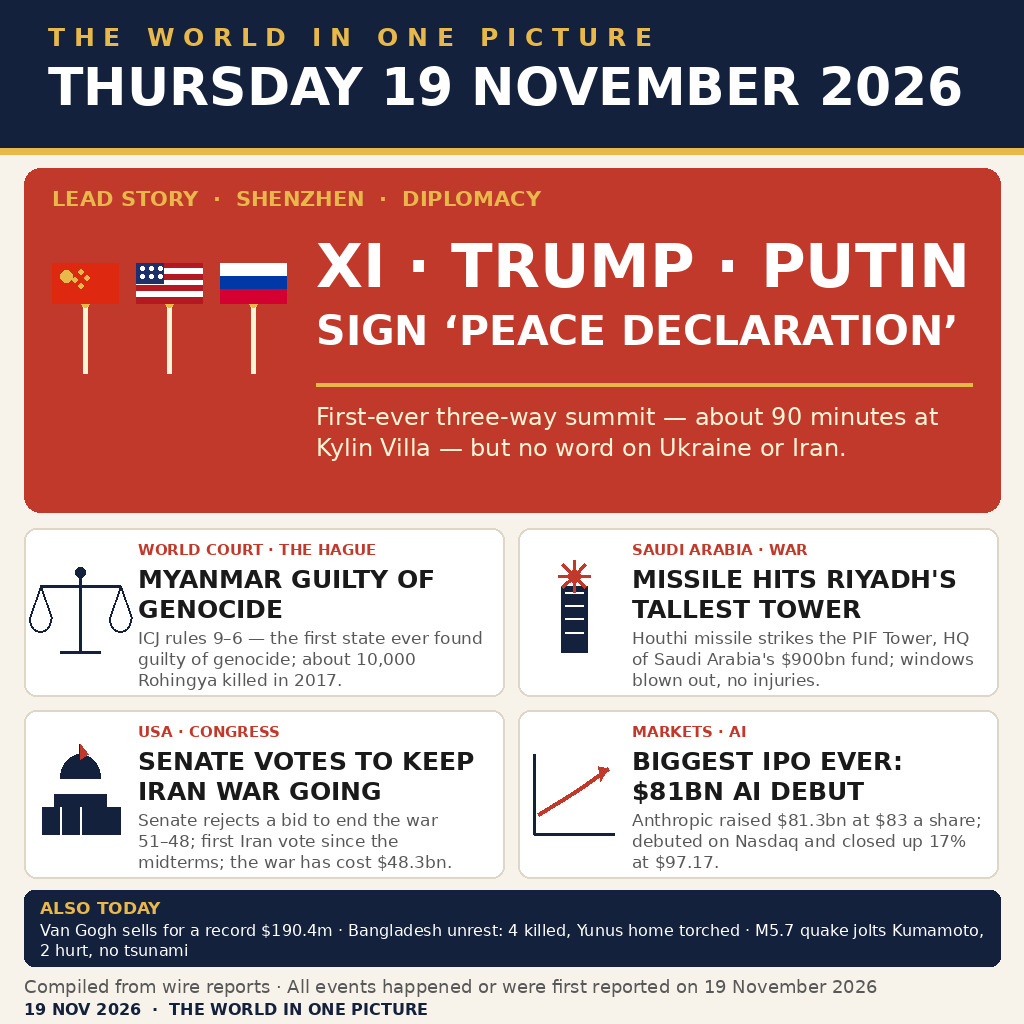 THE WORLD IN ONE PICTURE
THURSDAY 19 NOVEMBER 2026
LEAD STORY · SHENZHEN · DIPLOMACY
XI · TRUMP · PUTIN
SIGN ‘PEACE DECLARATION’
First-ever three-way summit — about 90 minutes at
Kylin Villa — but no word on Ukraine or Iran.
WORLD COURT · THE HAGUE
MYANMAR GUILTY OF
GENOCIDE
ICJ rules 9–6 — the first state ever found
guilty of genocide; about 10,000
Rohingya killed in 2017.
SAUDI ARABIA · WAR
MISSILE HITS RIYADH'S
TALLEST TOWER
Houthi missile strikes the PIF Tower, HQ
of Saudi Arabia's $900bn fund; windows
blown out, no injuries.
USA · CONGRESS
SENATE VOTES TO KEEP
IRAN WAR GOING
Senate rejects a bid to end the war
51–48; first Iran vote since the
midterms; the war has cost $48.3bn.
MARKETS · AI
BIGGEST IPO EVER:
$81BN AI DEBUT
Anthropic raised $81.3bn at $83 a share;
debuted on Nasdaq and closed up 17%
at $97.17.
ALSO TODAY
Van Gogh sells for a record $190.4m · Bangladesh unrest: 4 killed, Yunus home torched · M5.7 quake jolts Kumamoto,
2 hurt, no tsunami
Compiled from wire reports · All events happened or were first reported on 19 November 2026
19 NOV 2026 · THE WORLD IN ONE PICTURE